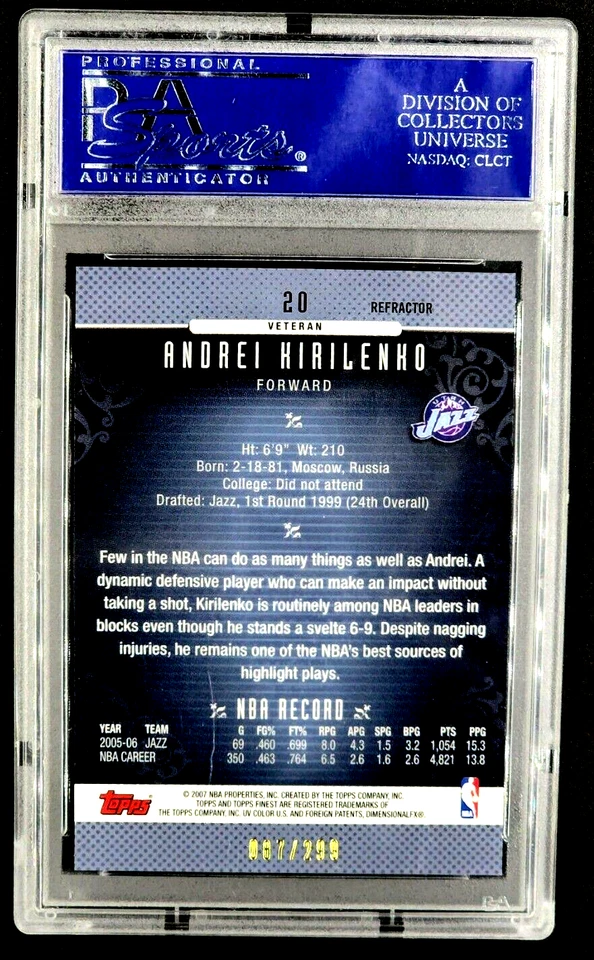 PROFESSIONAL
PSA
Sports®
AUTHENTICATOR
A
DIVISION OF
COLLECTORS
UNIVERSE
NASDAQ: CLCT
20
REFRACTOR
VETERAN
ANDREI KIRILENKO
FORWARD
UTAH
JAZZ
Ht: 6'9" Wt: 210
Born: 2-18-81, Moscow, Russia
College: Did not attend
Drafted: Jazz, 1st Round 1999 (24th Overall)
Few in the NBA can do as many things as well as Andrei. A
dynamic defensive player who can make an impact without
taking a shot, Kirilenko is routinely among NBA leaders in
blocks even though he stands a svelte 6-9. Despite nagging
injuries, he remains one of the NBA's best sources of
highlight plays.
NBA RECORD
YEAR TEAM G FG% FT% RPG APG SPG BPG PTS PPG
2005-06 JAZZ 69 .460 .699 8.0 4.3 1.5 3.2 1,054 15.3
NBA CAREER 350 .463 .764 6.5 2.6 1.6 2.6 4,821 13.8
Topps
© 2007 NBA PROPERTIES, INC. CREATED BY THE TOPPS COMPANY, INC.
TOPPS AND TOPPS FINEST ARE REGISTERED TRADEMARKS OF
THE TOPPS COMPANY, INC. UV COLOR U.S. AND FOREIGN PATENTS, DIMENSIONALFX®.
NBA
067/299
PSA